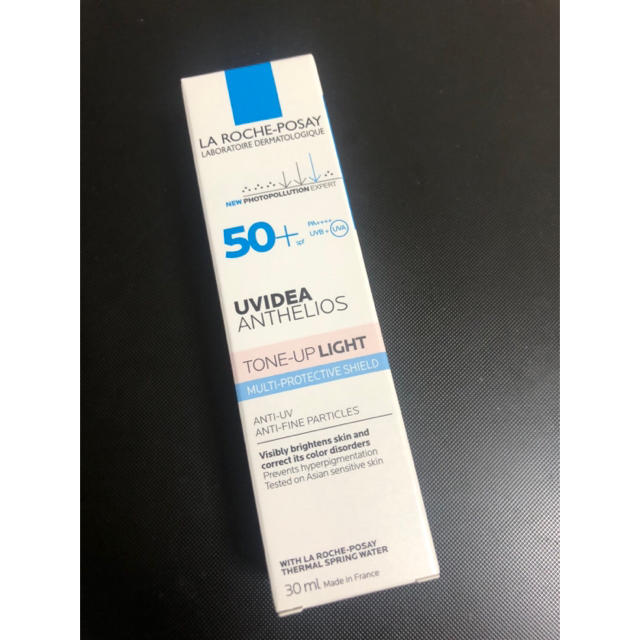 LA ROCHE-POSAY
LABORATOIRE DERMATOLOGIQUE
NEW PHOTOPOLLUTION EXPERT
50+ spf
PA++++
UVB + UVA
UVIDEA
ANTHELIOS
TONE-UP LIGHT
MULTI-PROTECTIVE SHIELD
ANTI-UV
ANTI-FINE PARTICLES
Visibly brightens skin and
correct its color disorders
Prevents hyperpigmentation
Tested on Asian sensitive skin
WITH LA ROCHE-POSAY
THERMAL SPRING WATER
30 ml Made in France